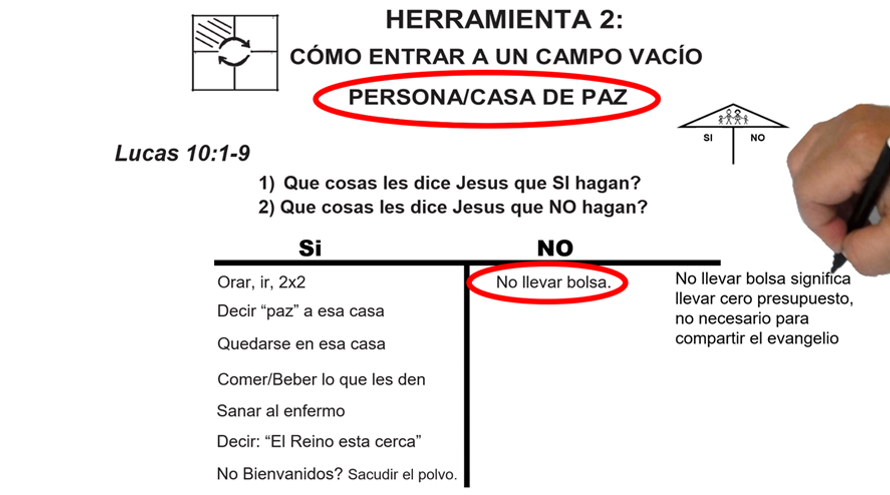 HERRAMIENTA 2:
CÓMO ENTRAR A UN CAMPO VACÍO
PERSONA/CASA DE PAZ
SI NO
Lucas 10:1-9
1) Que cosas les dice Jesus que SI hagan?
2) Que cosas les dice Jesus que NO hagan?
Si NO
Orar, ir, 2x2
Decir “paz” a esa casa
Quedarse en esa casa
Comer/Beber lo que les den
Sanar al enfermo
Decir: “El Reino esta cerca”
No Bienvanidos? Sacudir el polvo.
No llevar bolsa.
No llevar bolsa significa
llevar cero presupuesto,
no necesario para
compartir el evangelio